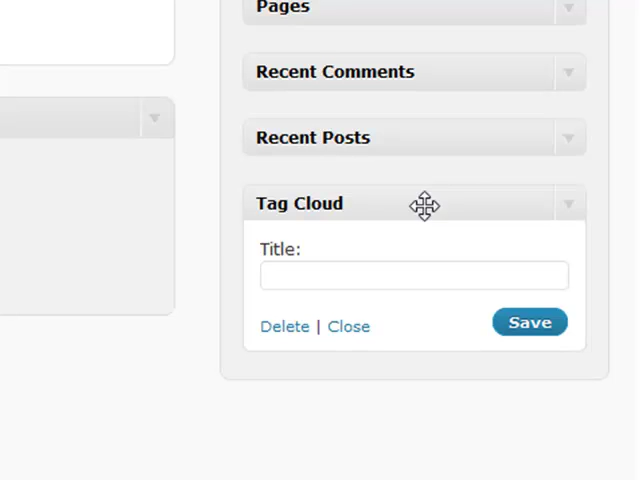 Pages
Recent Comments
Recent Posts
Tag Cloud
Title:
Delete | Close
Save